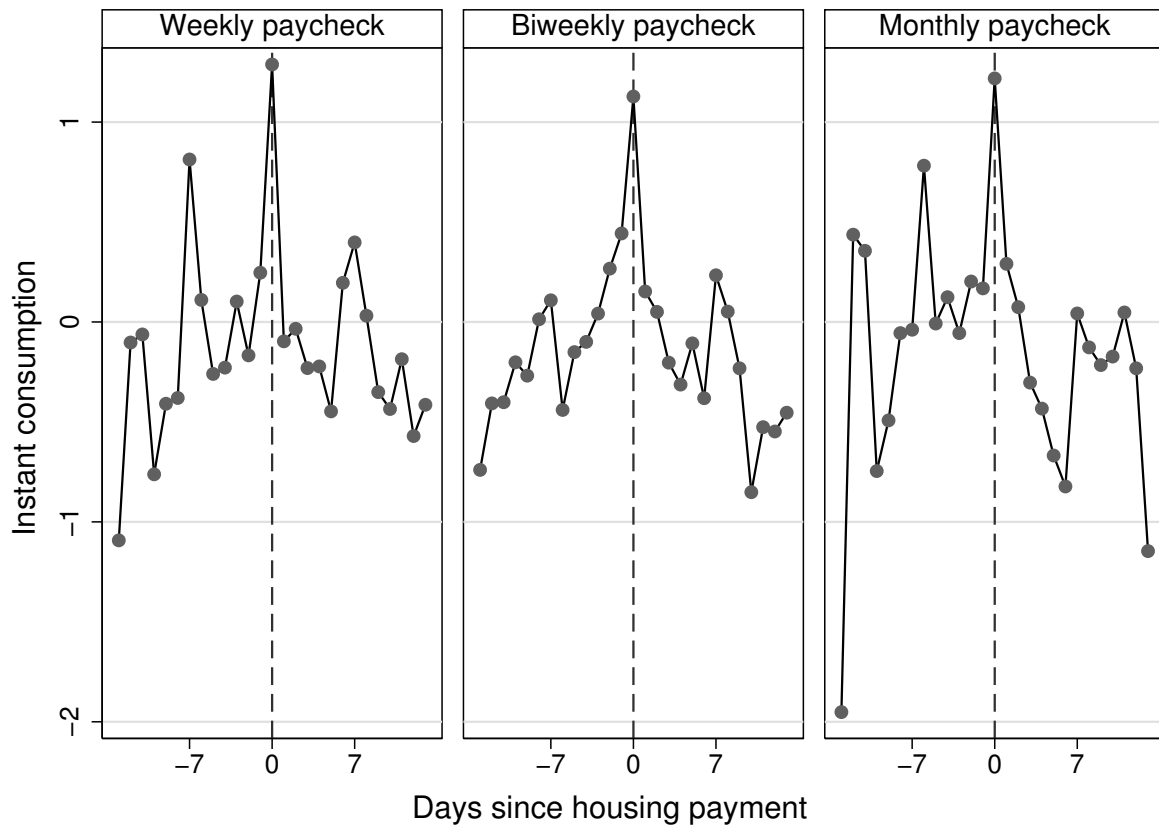 Weekly paycheck
Biweekly paycheck
Monthly paycheck
Instant consumption
1
0
−1
−2
−7 0 7
−7 0 7
−7 0 7
Days since housing payment